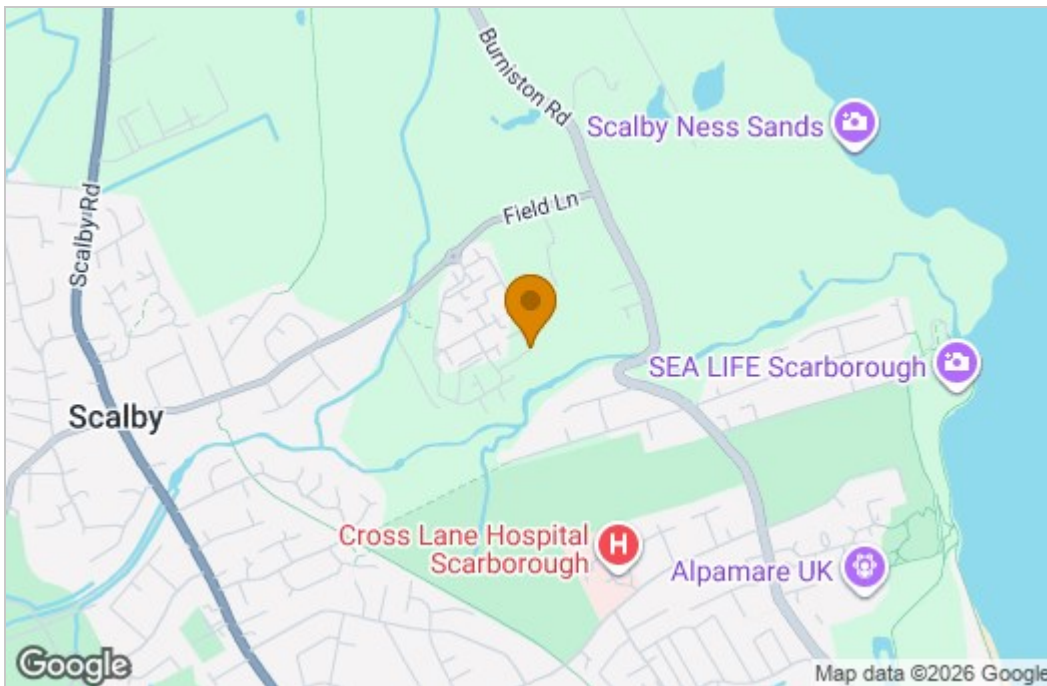 Burniston Rd
Scalby Ness Sands
Scalby Rd
Field Ln
SEA LIFE Scarborough
Scalby
Cross Lane Hospital
Scarborough
H
Alpamare UK
Google
Map data ©2026 Google